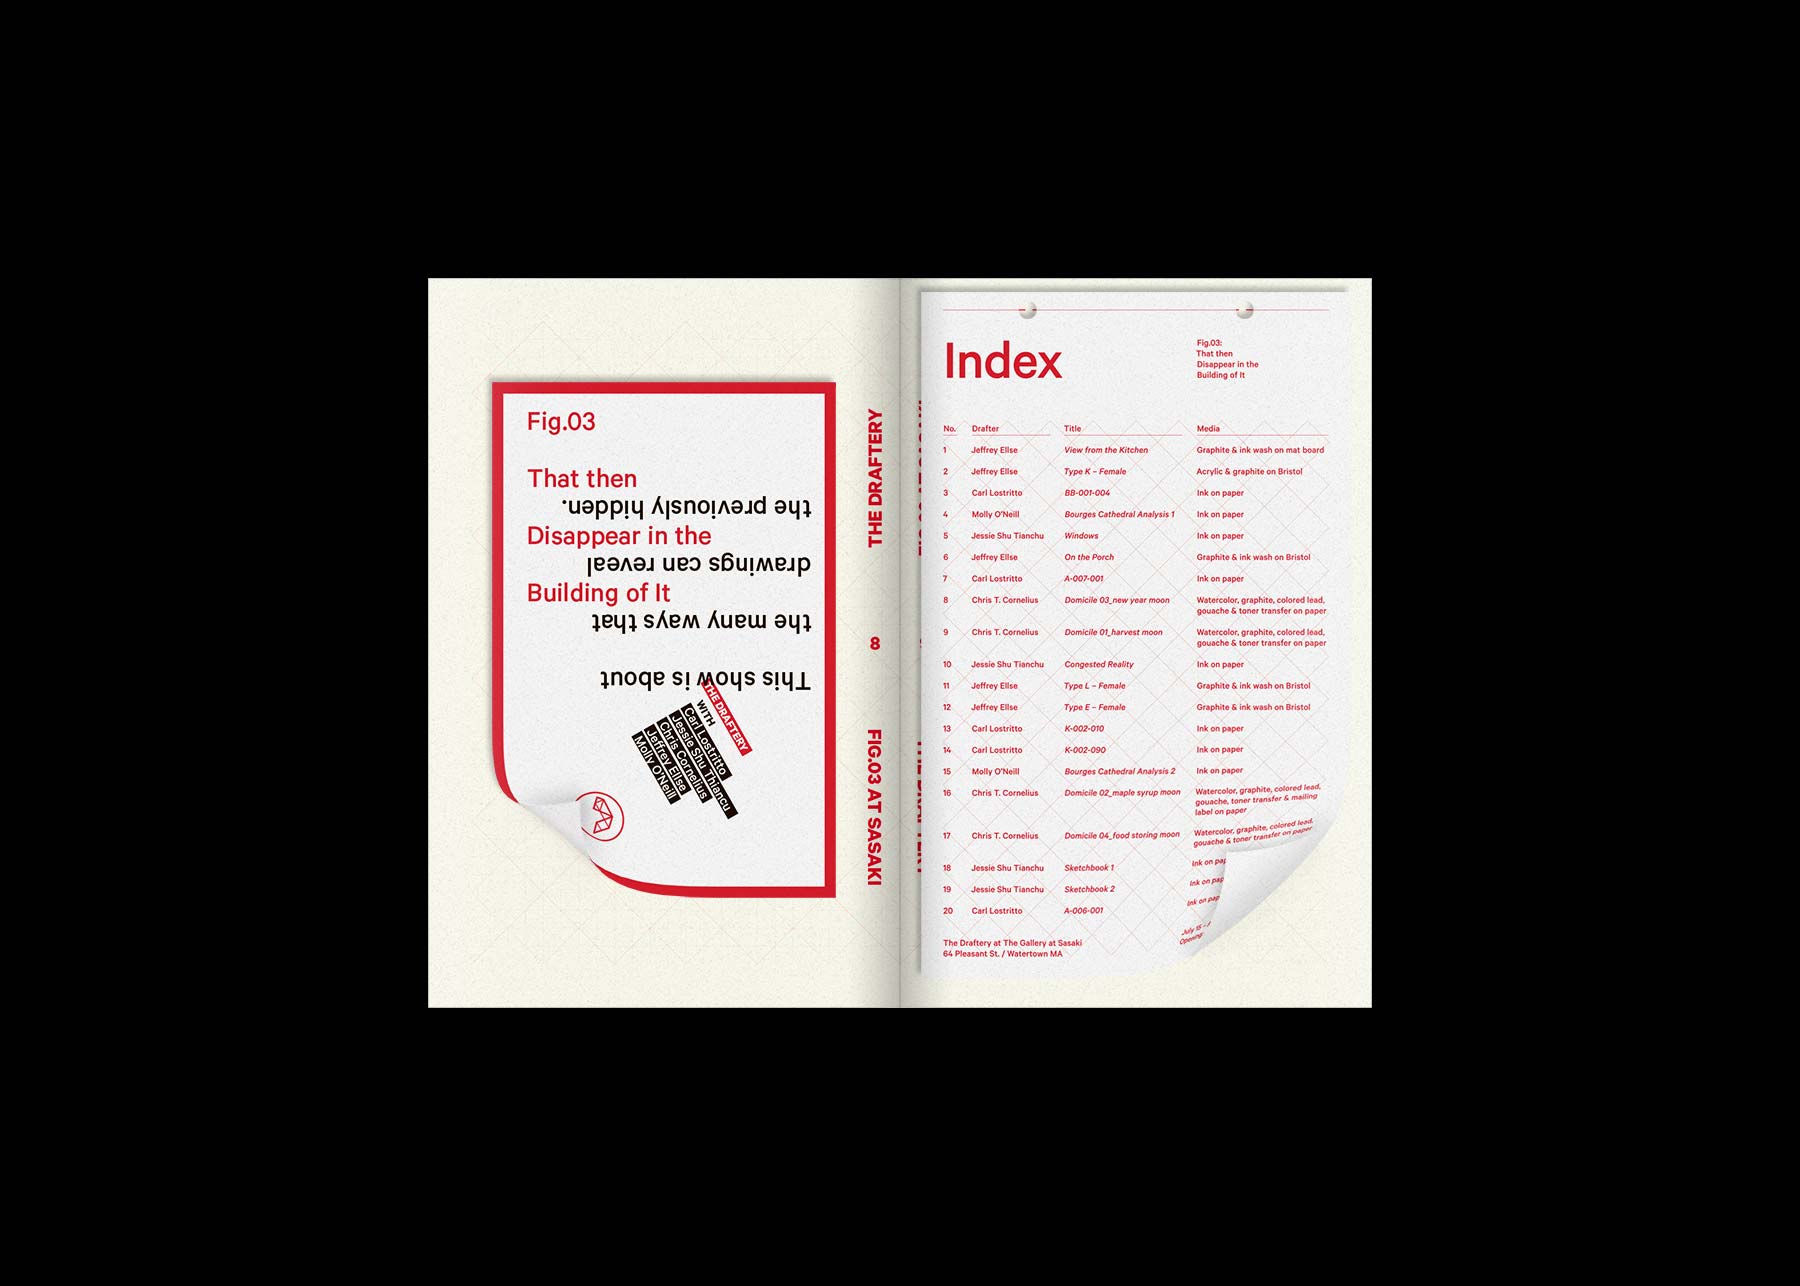 Fig.03
That then
Disappear in the
Building of It
This show is about
the many ways that
drawings can reveal
the previously hidden.
THE DRAFTERY
WITH
Carl Lostritto
Jessie Shu Thiancu
Chris Cornelius
Jeffrey Ellse
Molly O'Neill
THE DRAFTERY
8
FIG.03 AT SASAKI
Index
Fig.03:
That then
Disappear in the
Building of It
No. Drafter Title Media
1 Jeffrey Ellse View from the Kitchen Graphite & ink wash on mat board
2 Jeffrey Ellse Type K – Female Acrylic & graphite on Bristol
3 Carl Lostritto BB-001-004 Ink on paper
4 Molly O'Neill Bourges Cathedral Analysis 1 Ink on paper
5 Jessie Shu Tianchu Windows Ink on paper
6 Jeffrey Ellse On the Porch Graphite & ink wash on Bristol
7 Carl Lostritto A-007-001 Ink on paper
8 Chris T. Cornelius Domicile 03_new year moon Watercolor, graphite, colored lead,
gouache & toner transfer on paper
9 Chris T. Cornelius Domicile 01_harvest moon Watercolor, graphite, colored lead,
gouache & toner transfer on paper
10 Jessie Shu Tianchu Congested Reality Ink on paper
11 Jeffrey Ellse Type L – Female Graphite & ink wash on Bristol
12 Jeffrey Ellse Type E – Female Graphite & ink wash on Bristol
13 Carl Lostritto K-002-010 Ink on paper
14 Carl Lostritto K-002-090 Ink on paper
15 Molly O'Neill Bourges Cathedral Analysis 2 Ink on paper
16 Chris T. Cornelius Domicile 02_maple syrup moon Watercolor, graphite, colored lead,
gouache, toner transfer & mailing
label on paper
17 Chris T. Cornelius Domicile 04_food storing moon Watercolor, graphite, colored lead,
gouache & toner transfer on paper
18 Jessie Shu Tianchu Sketchbook 1 Ink on pap
19 Jessie Shu Tianchu Sketchbook 2 Ink on pap
20 Carl Lostritto A-006-001 Ink on pap
July 15 –
Opening:
The Draftery at The Gallery at Sasaki
64 Pleasant St. / Watertown MA